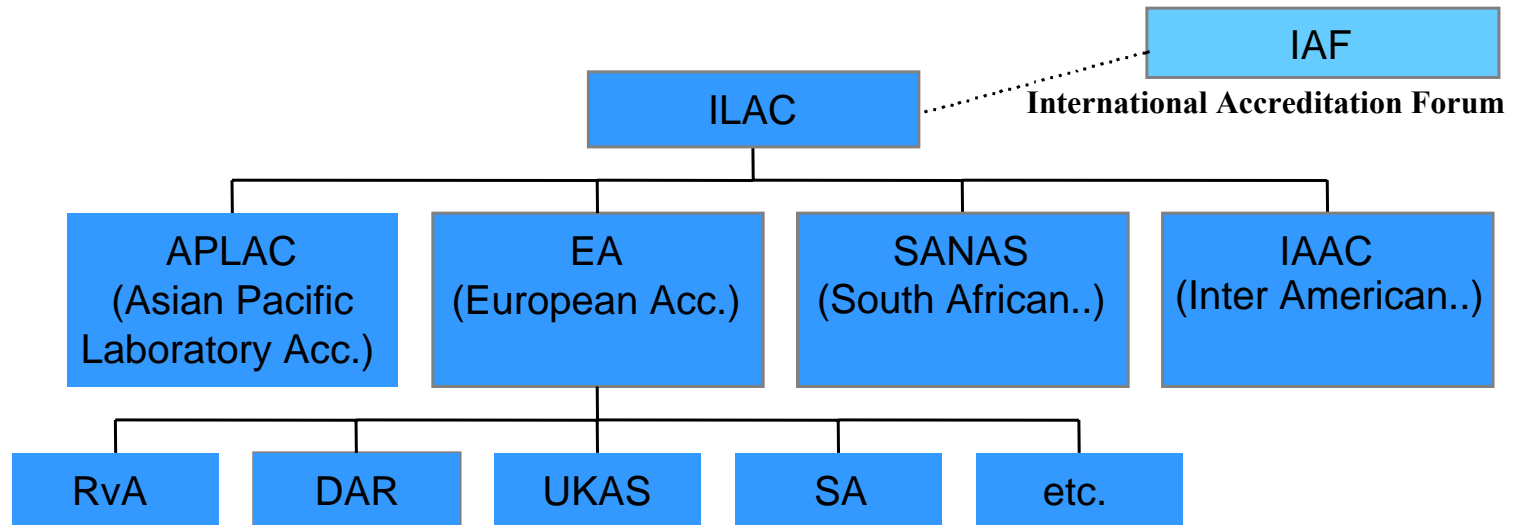 IAF
International Accreditation Forum
ILAC
APLAC
(Asian Pacific
Laboratory Acc.)
EA
(European Acc.)
SANAS
(South African..)
IAAC
(Inter American..)
RvA
DAR
UKAS
SA
etc.